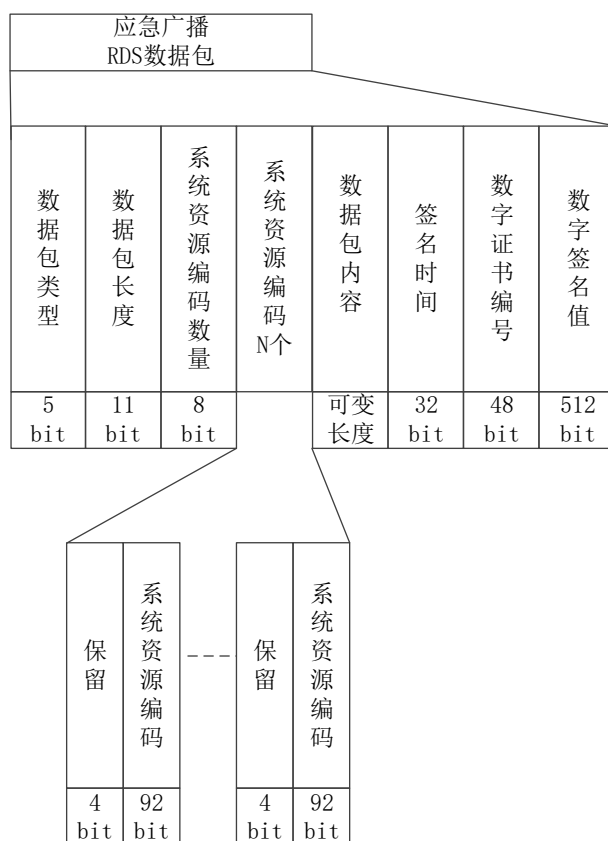 应急广播
RDS数据包
数据包类型
数据包长度
系统资源编码数量
系统资源编码N个
数据包内容
签名时间
数字证书编号
数字签名值
5
bit
11
bit
8
bit
可变
长度
32
bit
48
bit
512
bit
保留
系统资源编码
保留
系统资源编码
4
bit
92
bit
4
bit
92
bit